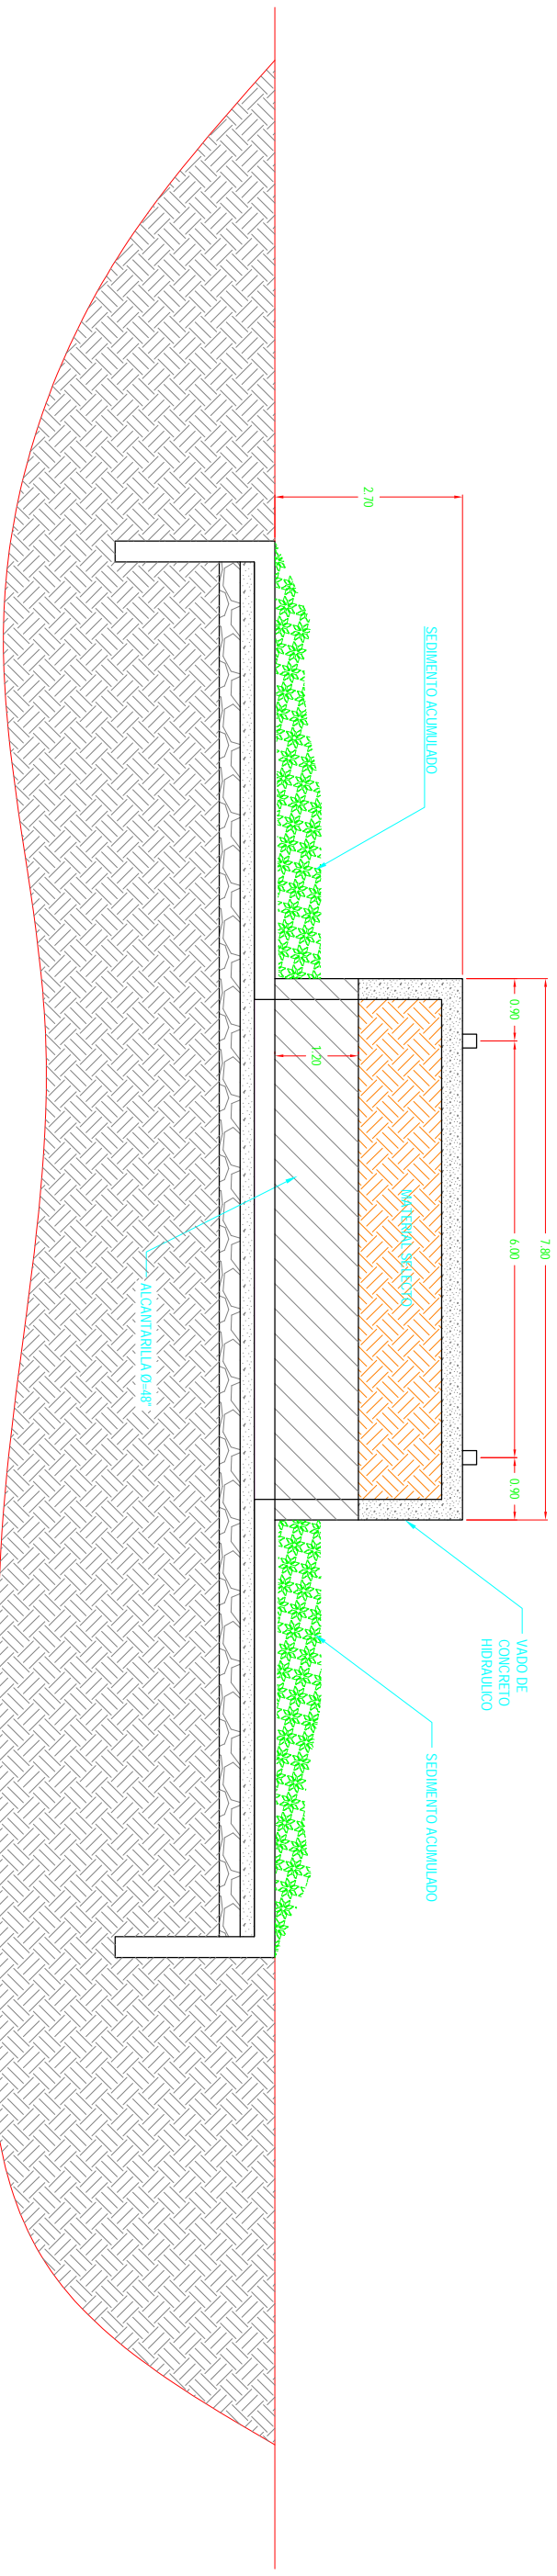 7.80
0.90
6.00
0.90
VADO DE
CONCRETO
HIDRAULICO
SEDIMENTO ACUMULADO
SEDIMENTO ACUMULADO
MATERIAL SELECTO
2.70
1.20
ALCANTARILLA Ø=48"